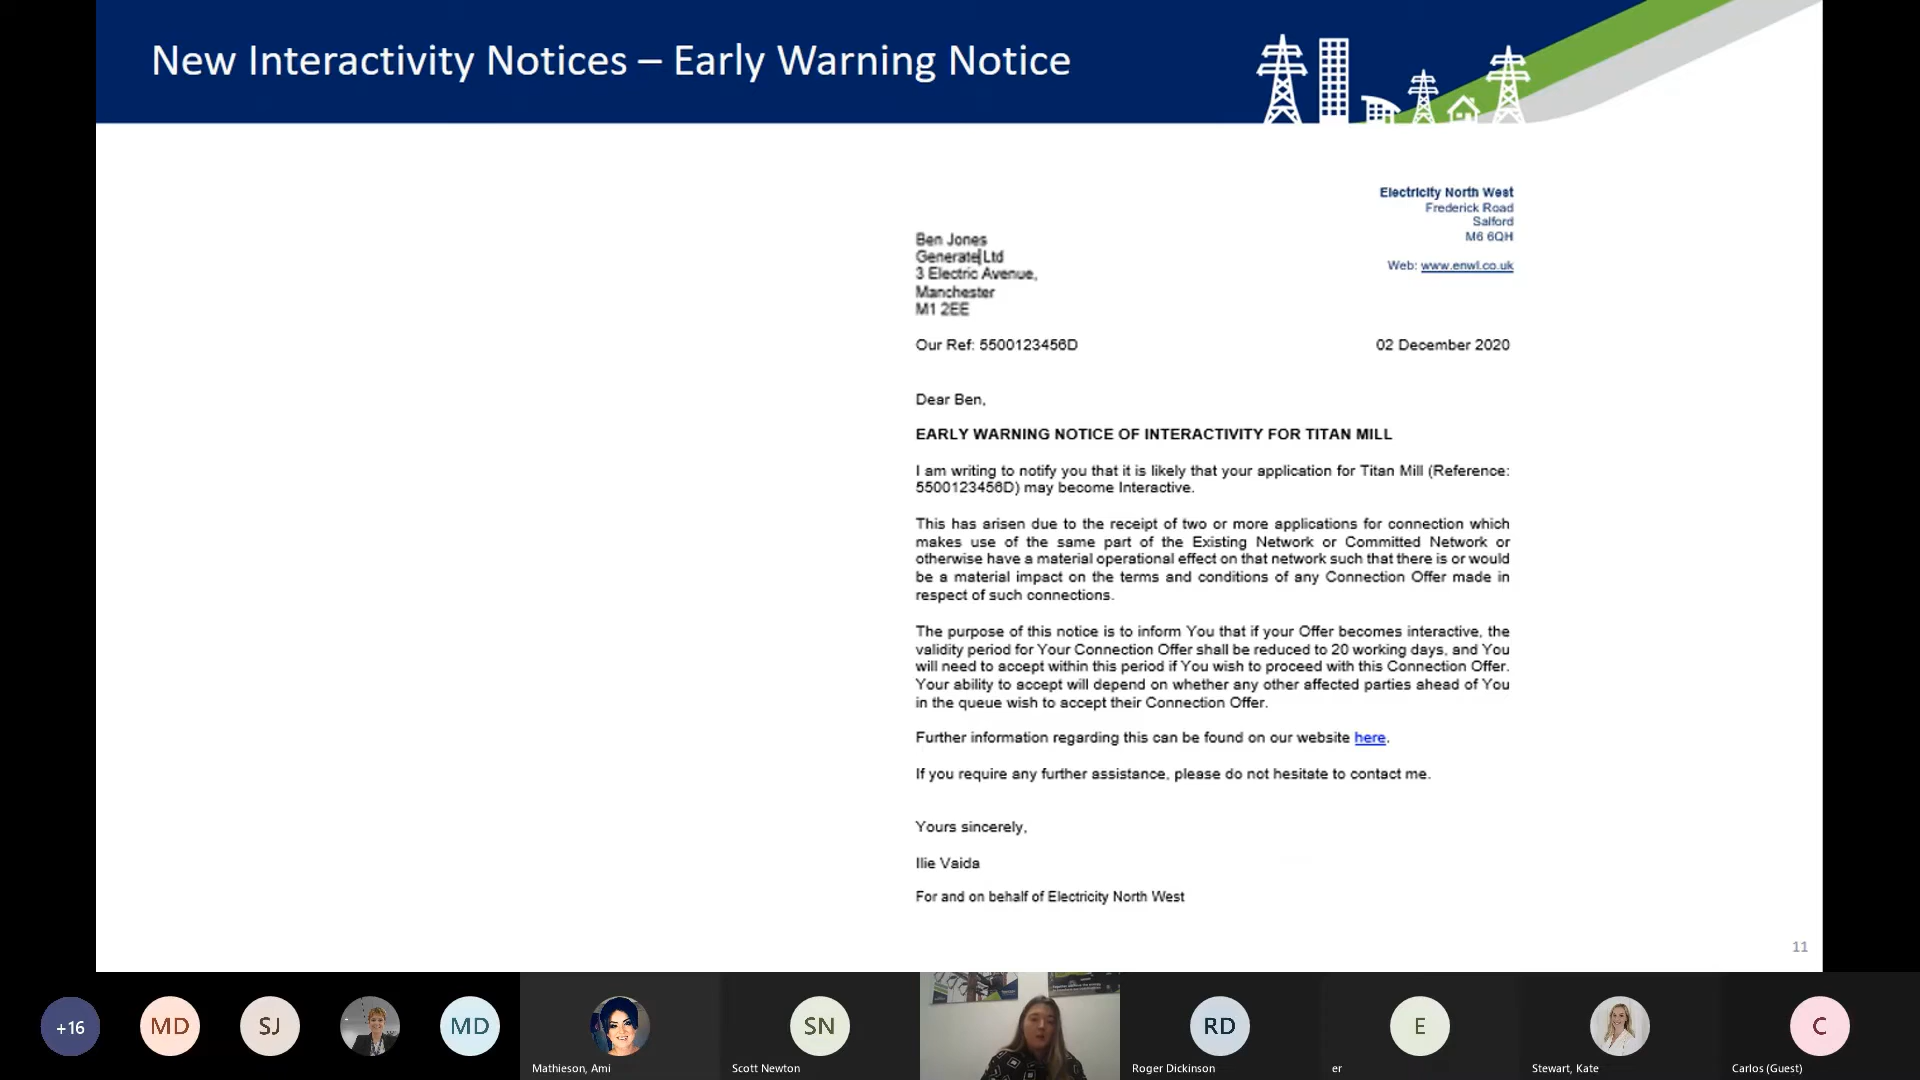 New Interactivity Notices – Early Warning Notice
Electricity North West
Frederick Road
Salford
M6 6QH
Web: www.enwl.co.uk
Ben Jones
Generate Ltd
3 Electric Avenue,
Manchester
M1 2EE
Our Ref: 5500123456D
02 December 2020
Dear Ben,
EARLY WARNING NOTICE OF INTERACTIVITY FOR TITAN MILL
I am writing to notify you that it is likely that your application for Titan Mill (Reference:
5500123456D) may become Interactive.
This has arisen due to the receipt of two or more applications for connection which
makes use of the same part of the Existing Network or Committed Network or
otherwise have a material operational effect on that network such that there is or would
be a material impact on the terms and conditions of any Connection Offer made in
respect of such connections.
The purpose of this notice is to inform You that if your Offer becomes interactive, the
validity period for Your Connection Offer shall be reduced to 20 working days, and You
will need to accept within this period if You wish to proceed with this Connection Offer.
Your ability to accept will depend on whether any other affected parties ahead of You
in the queue wish to accept their Connection Offer.
Further information regarding this can be found on our website here.
If you require any further assistance, please do not hesitate to contact me.
Yours sincerely,
Ilie Vaida
For and on behalf of Electricity North West
11
+16
MD
SJ
MD
Mathieson, Ami
SN
Scott Newton
RD
Roger Dickinson
E
er
Stewart, Kate
C
Carlos (Guest)